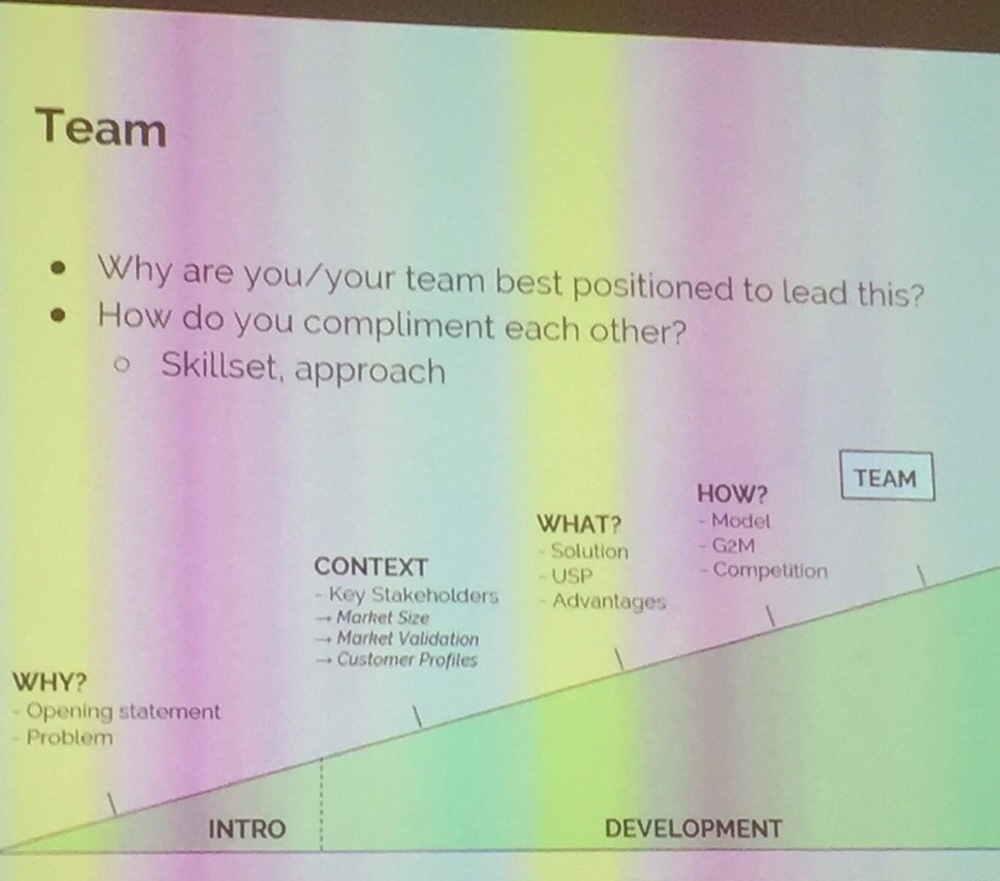 Team
● Why are you/your team best positioned to lead this?
● How do you compliment each other?
○ Skillset, approach
WHY?
- Opening statement
- Problem
CONTEXT
- Key Stakeholders
→ Market Size
→ Market Validation
→ Customer Profiles
WHAT?
- Solution
- USP
- Advantages
HOW?
- Model
- G2M
- Competition
TEAM
INTRO
DEVELOPMENT